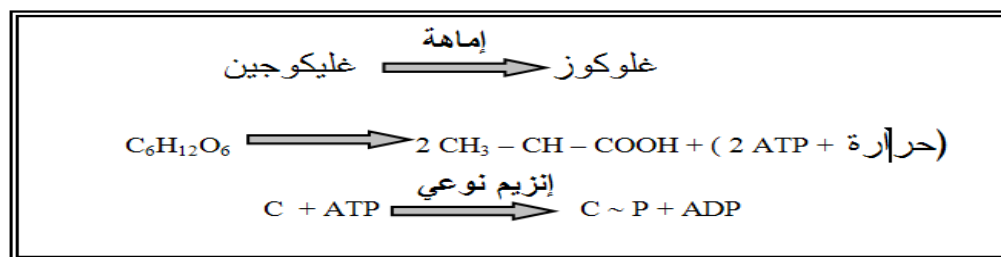 إماهة
غليكوجين غلوكوز
C₆H₁₂O₆ 2 CH₃ – CH – COOH + ( 2 ATP + حرارة)
إنزيم نوعي
C + ATP C ~ P + ADP